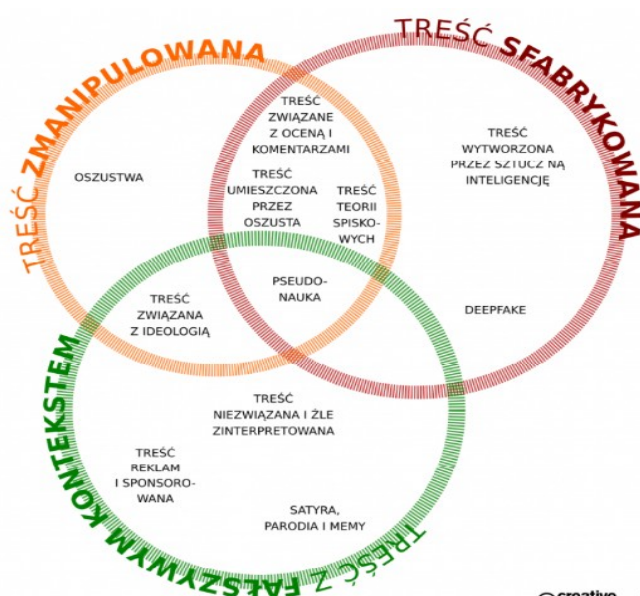 TREŚĆ ZMANIPULOWANA
TREŚĆ SFABRYKOWANA
TREŚĆ
ZWIĄZANE
Z OCENĄ I
KOMENTARZAMI
TREŚĆ
WYTWORZONA
PRZEZ SZTUCZ NĄ
INTELIGENCJĘ
OSZUSTWA
TREŚĆ
UMIESZCZONA
PRZEZ
OSZUSTA
TREŚĆ
TEORII
SPISKO-
WYCH
PSEUDO-
NAUKA
TREŚĆ
ZWIĄZANA
Z IDEOLOGIĄ
DEEPFAKE
TREŚĆ
NIEZWIĄZANA I ŹLE
ZINTERPRETOWANA
TREŚĆ
REKLAM
I SPONSORO-
WANA
SATYRA,
PARODIA I MEMY
TREŚĆ Z FAŁSZYWYM KONTEKSTEM
creative